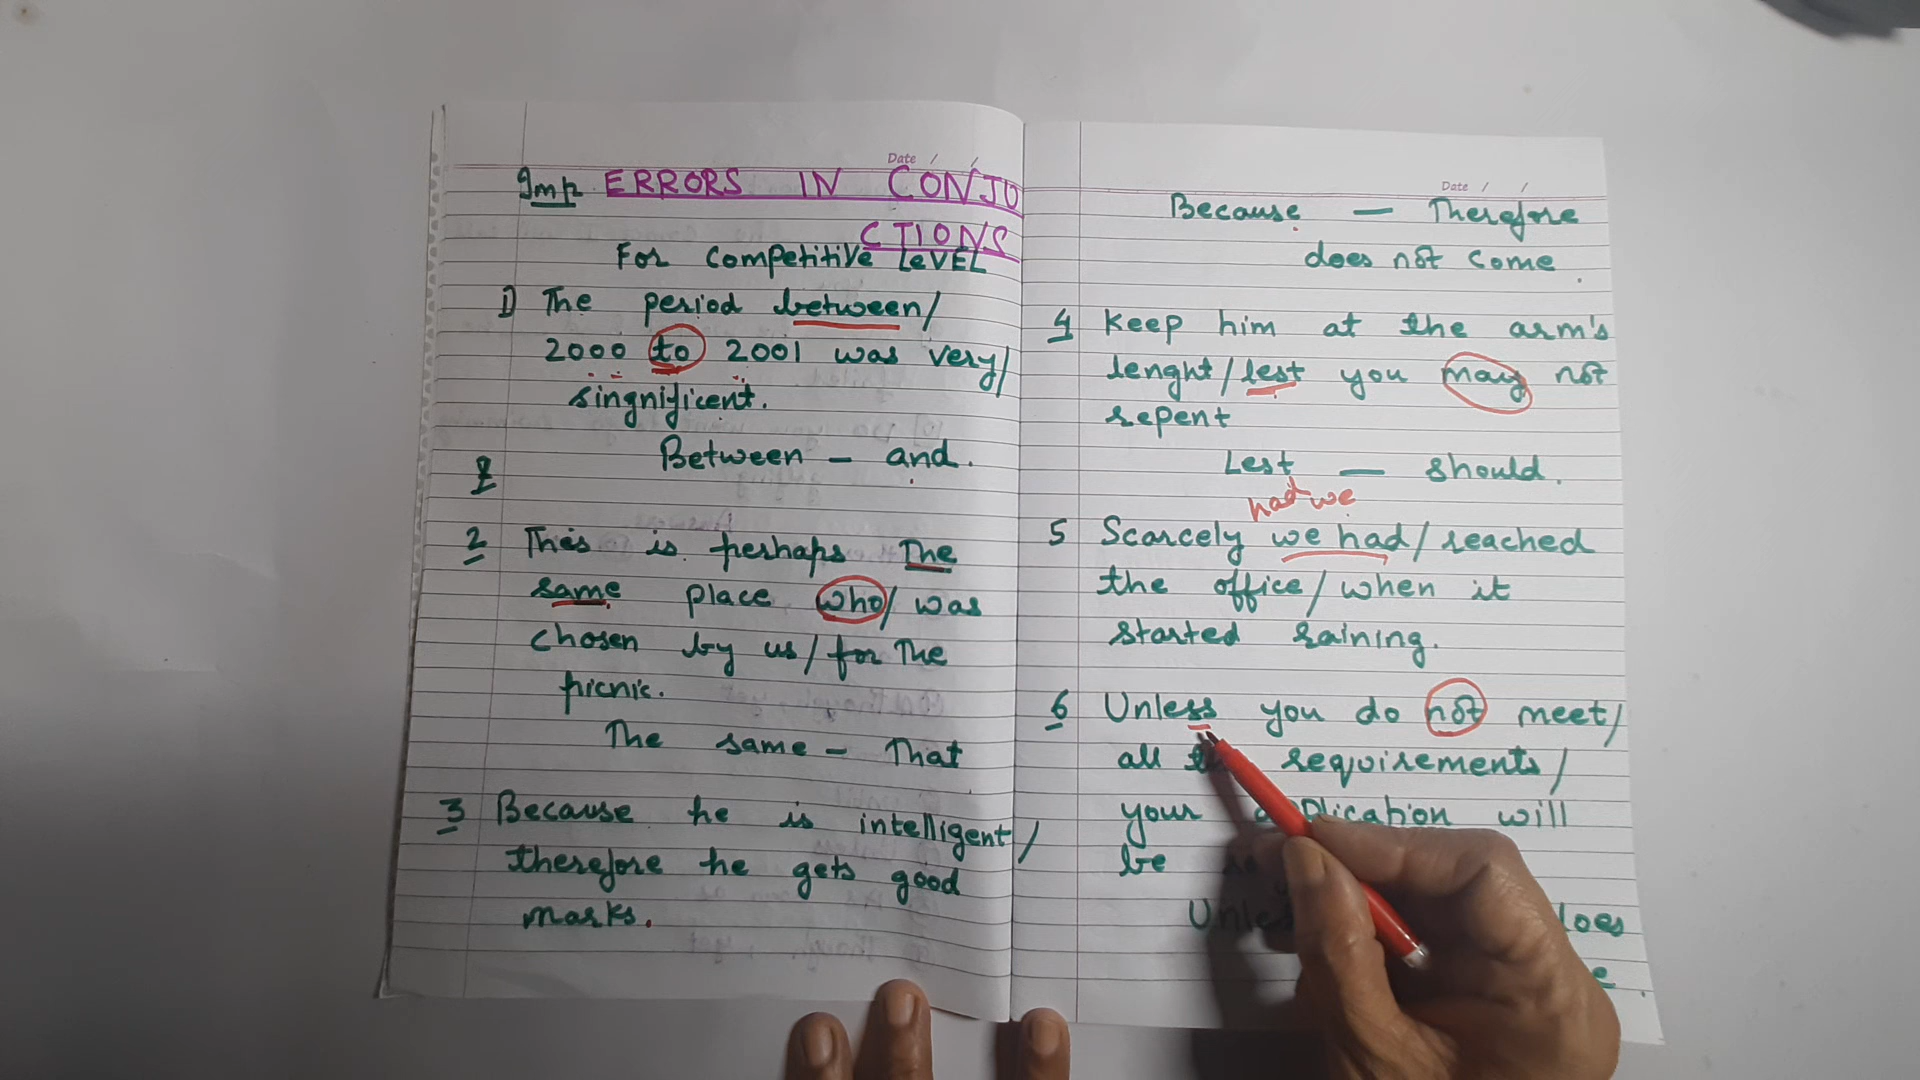 Date / /
Imp ERRORS IN CONJU
CTIONS
For Competitive LeVEL
1) The period between/
2000 to 2001 was very/
singnificent.
Between – and.
2
2 This is perhaps The
same place who/ was
chosen by us/for The
picnic.
The same – That
3 Because he is intelligent/
therefore he gets good
marks.
Date / /
Because — Therefore
does not come.
4 Keep him at the arm's
lenght/lest you may not
repent
Lest — should.
had we
5 Scarcely we had/reached
the office/when it
started raining.
6 Unless you do not meet/
all requirements/
your application will
be